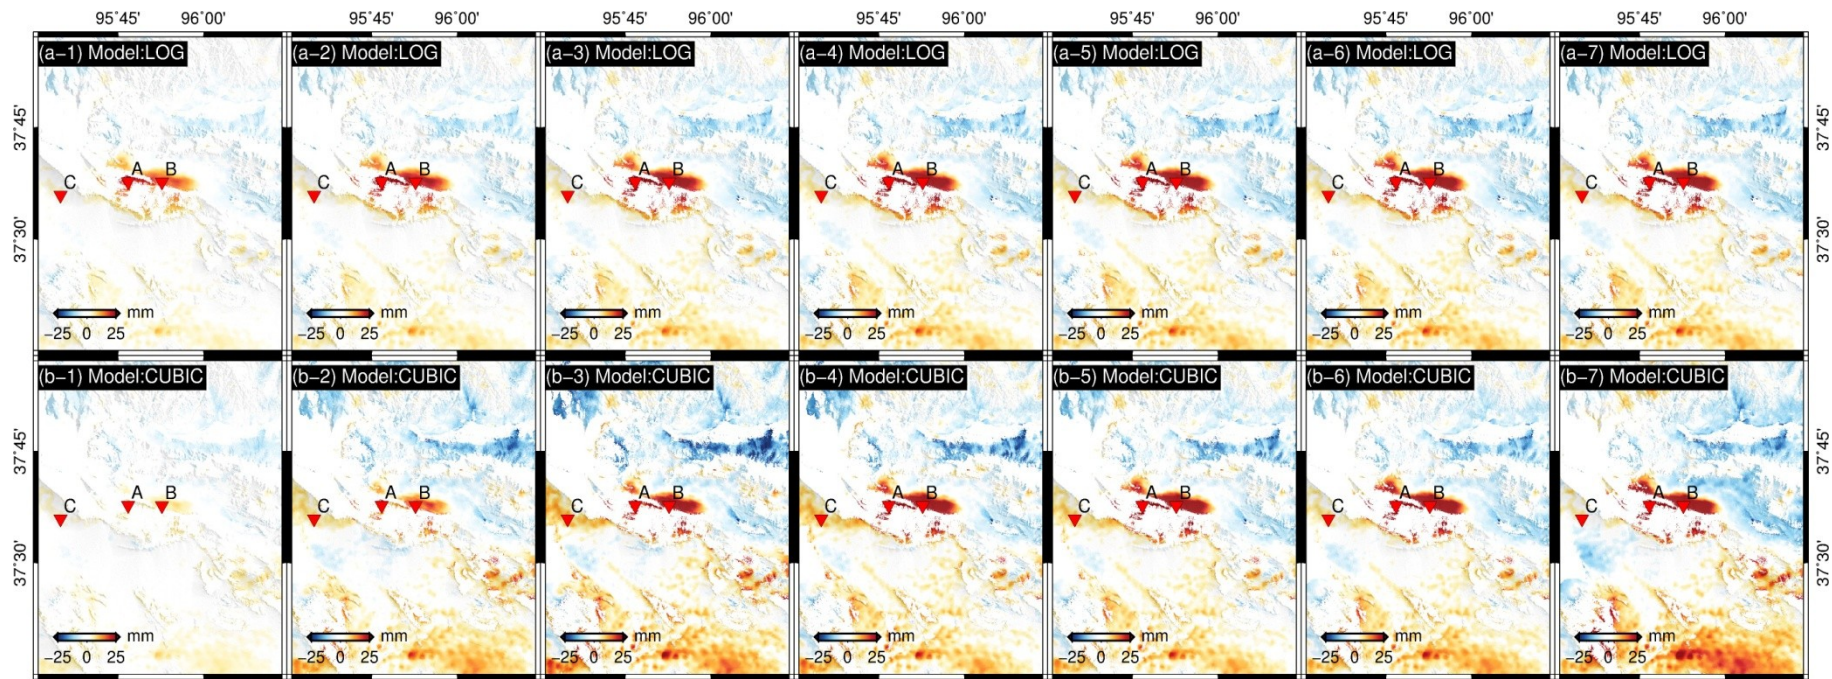 95°45' 96°00' 95°45' 96°00' 95°45' 96°00' 95°45' 96°00' 95°45' 96°00' 95°45' 96°00' 95°45' 96°00'
(a−1) Model:LOG (a−2) Model:LOG (a−3) Model:LOG (a−4) Model:LOG (a−5) Model:LOG (a−6) Model:LOG (a−7) Model:LOG
37°45' 37°45'
A B A B A B A B A B A B A B
C C C C C C C
37°30' 37°30'
mm mm mm mm mm mm mm
−25 0 25 −25 0 25 −25 0 25 −25 0 25 −25 0 25 −25 0 25 −25 0 25
(b−1) Model:CUBIC (b−2) Model:CUBIC (b−3) Model:CUBIC (b−4) Model:CUBIC (b−5) Model:CUBIC (b−6) Model:CUBIC (b−7) Model:CUBIC
37°45' 37°45'
A B A B A B A B A B A B A B
C C C C C C C
37°30' 37°30'
mm mm mm mm mm mm mm
−25 0 25 −25 0 25 −25 0 25 −25 0 25 −25 0 25 −25 0 25 −25 0 25